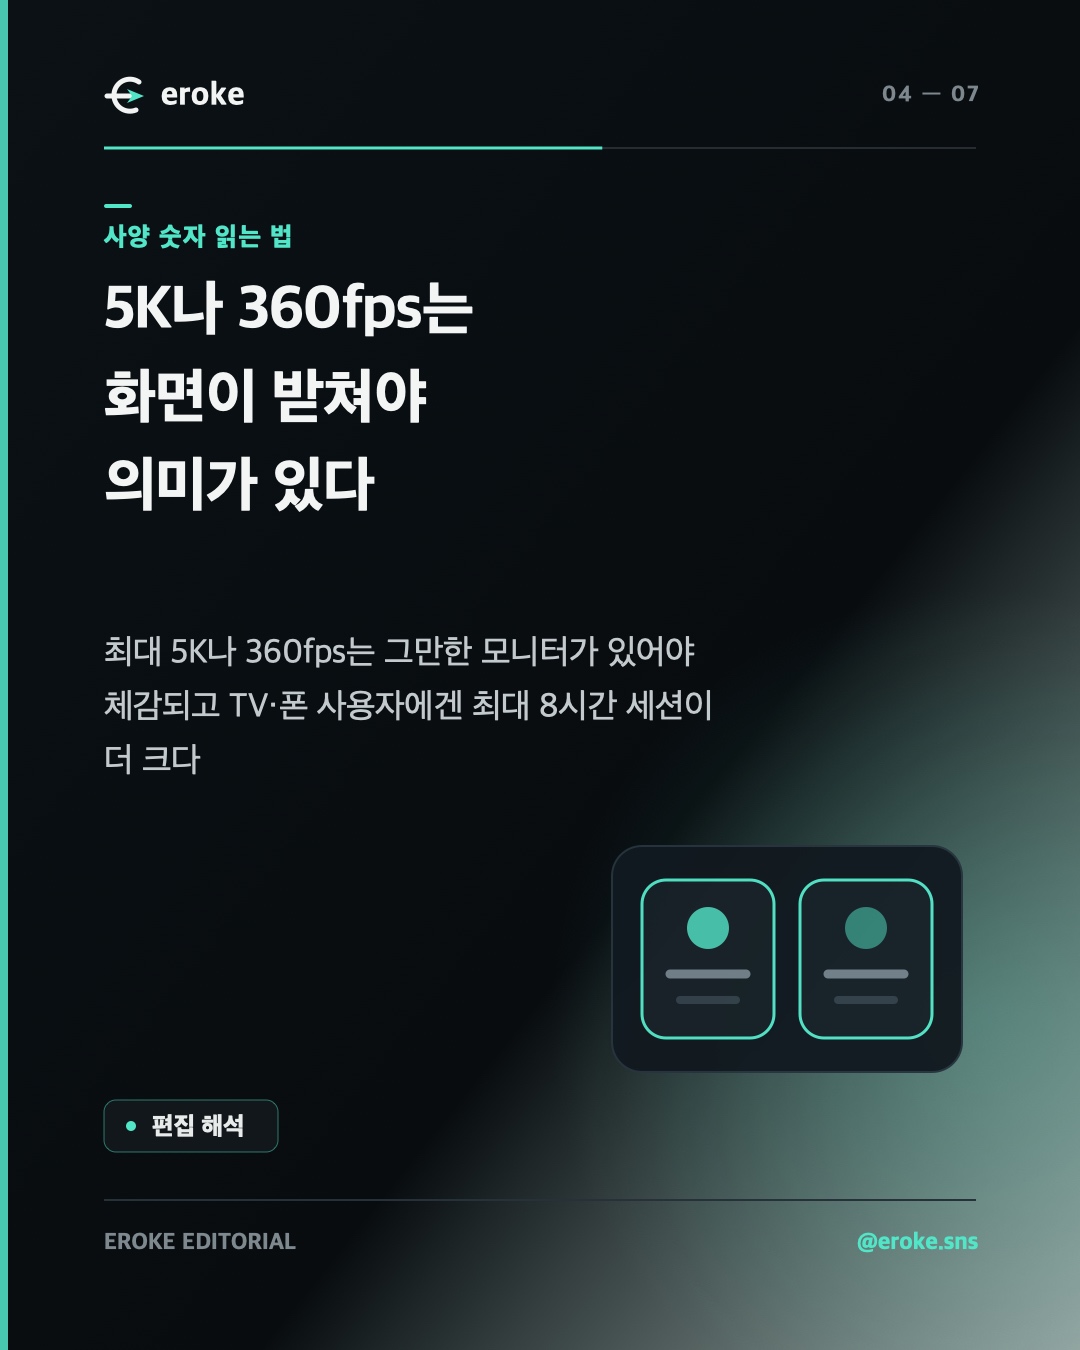 eroke
04 — 07
사양 숫자 읽는 법
5K나 360fps는
화면이 받쳐야
의미가 있다
최대 5K나 360fps는 그만한 모니터가 있어야
체감되고 TV·폰 사용자에겐 최대 8시간 세션이
더 크다
편집 해석
EROKE EDITORIAL
@eroke.sns